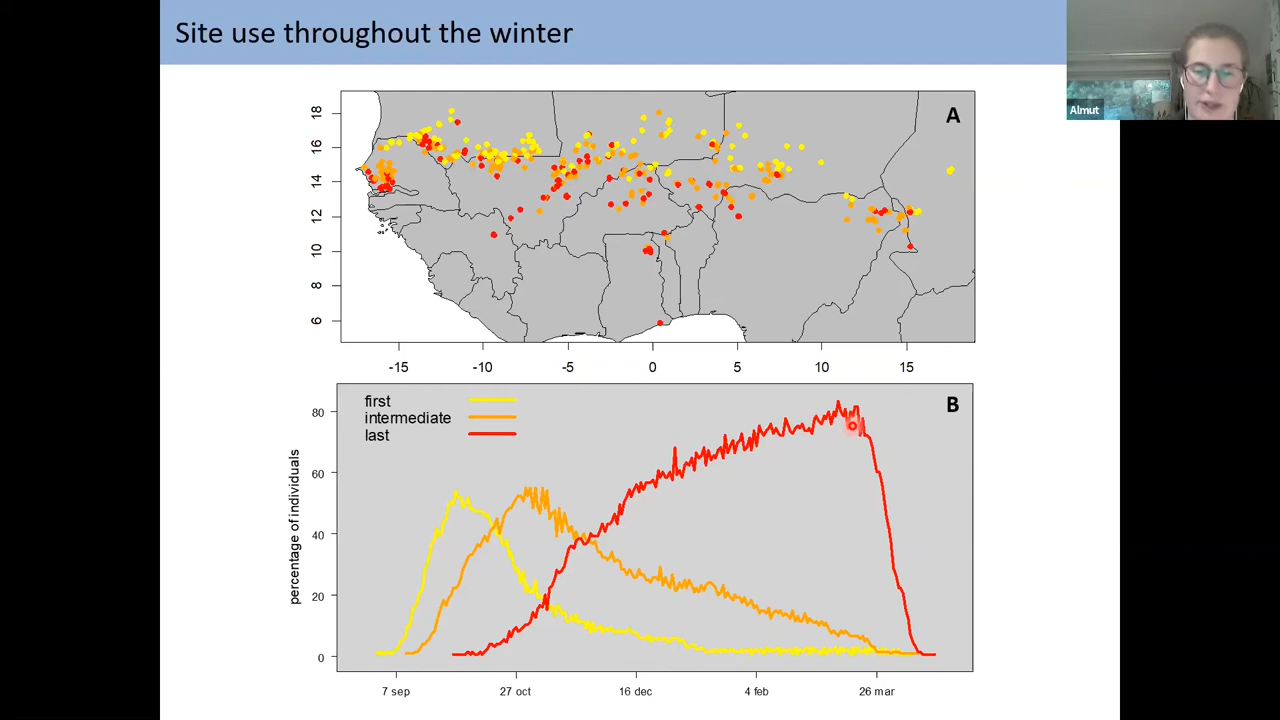 Site use throughout the winter
Almut
A
18
16
14
12
10
8
6
-15 -10 -5 0 5 10 15
B
first
intermediate
last
percentage of individuals
80
60
40
20
0
7 sep 27 oct 16 dec 4 feb 26 mar